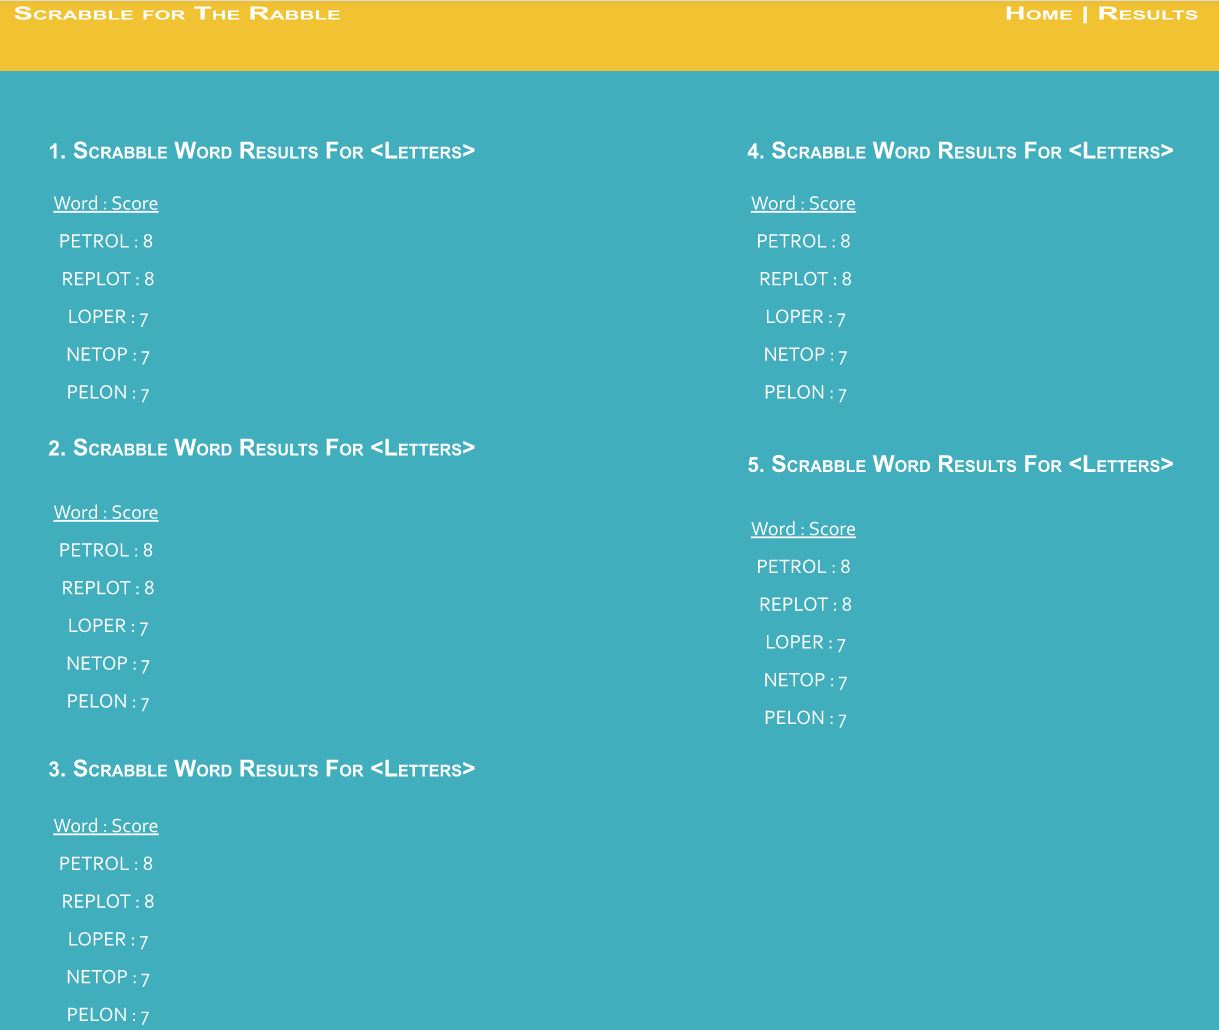 Scrabble for The Rabble
Home | Results
1. Scrabble Word Results For <Letters>
Word : Score
PETROL : 8
REPLOT : 8
LOPER : 7
NETOP : 7
PELON : 7
2. Scrabble Word Results For <Letters>
Word : Score
PETROL : 8
REPLOT : 8
LOPER : 7
NETOP : 7
PELON : 7
3. Scrabble Word Results For <Letters>
Word : Score
PETROL : 8
REPLOT : 8
LOPER : 7
NETOP : 7
PELON : 7
4. Scrabble Word Results For <Letters>
Word : Score
PETROL : 8
REPLOT : 8
LOPER : 7
NETOP : 7
PELON : 7
5. Scrabble Word Results For <Letters>
Word : Score
PETROL : 8
REPLOT : 8
LOPER : 7
NETOP : 7
PELON : 7